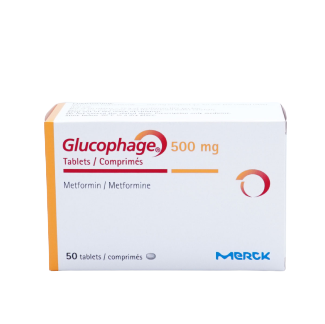 Glucophage® 500 mg
Tablets / Comprimés
Metformin / Metformine
50 tablets / comprimés
MERCK